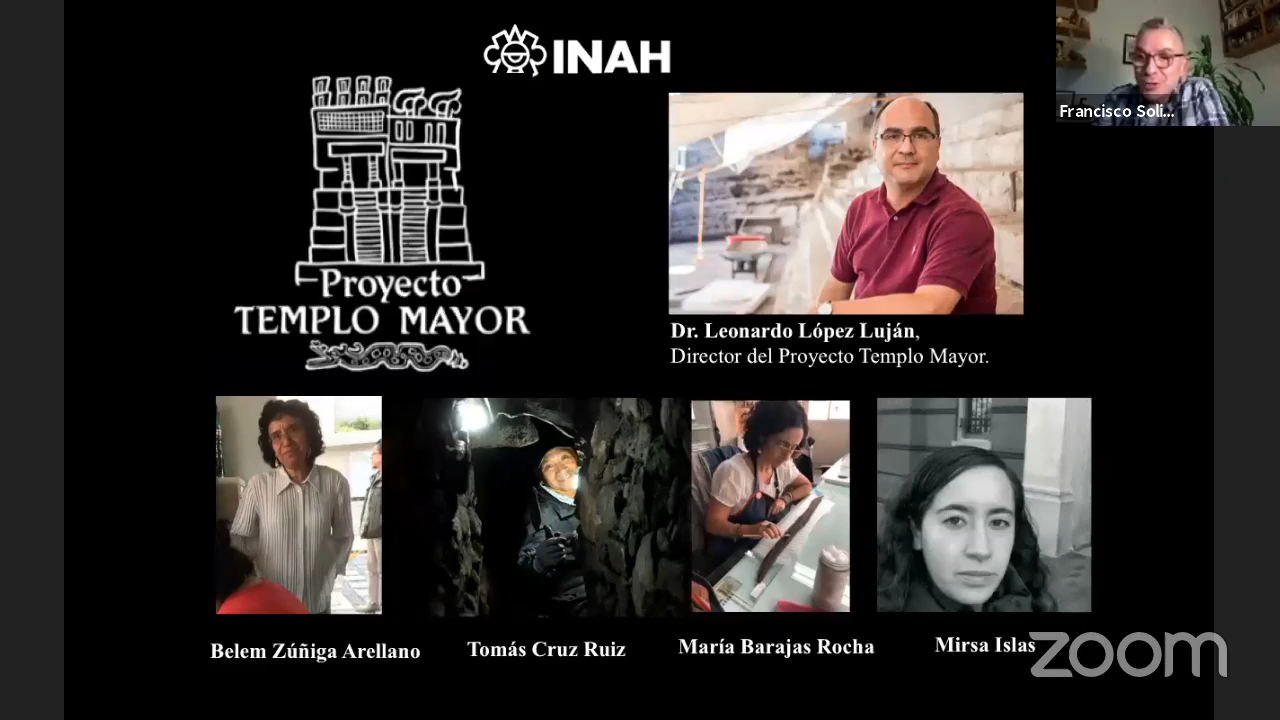 INAH
Francisco Soli...
Proyecto
TEMPLO MAYOR
Dr. Leonardo López Luján,
Director del Proyecto Templo Mayor.
Belem Zúñiga Arellano
Tomás Cruz Ruiz
María Barajas Rocha
Mirsa Islas
zoom